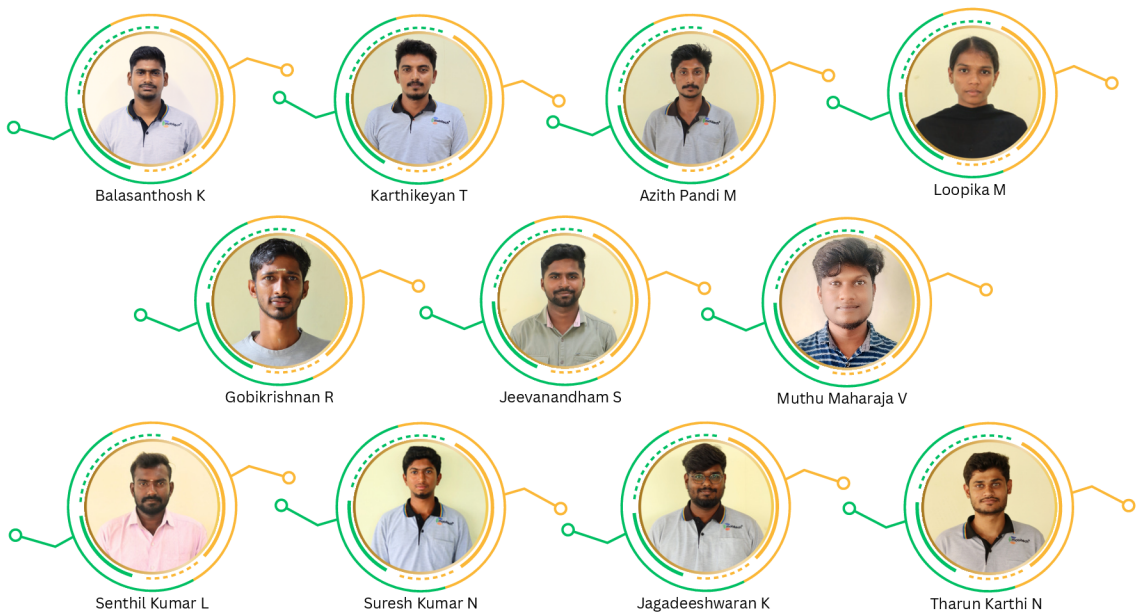 Balasanthosh K
Karthikeyan T
Azith Pandi M
Loopika M
Gobikrishnan R
Jeevanandham S
Muthu Maharaja V
Senthil Kumar L
Suresh Kumar N
Jagadeeshwaran K
Tharun Karthi N